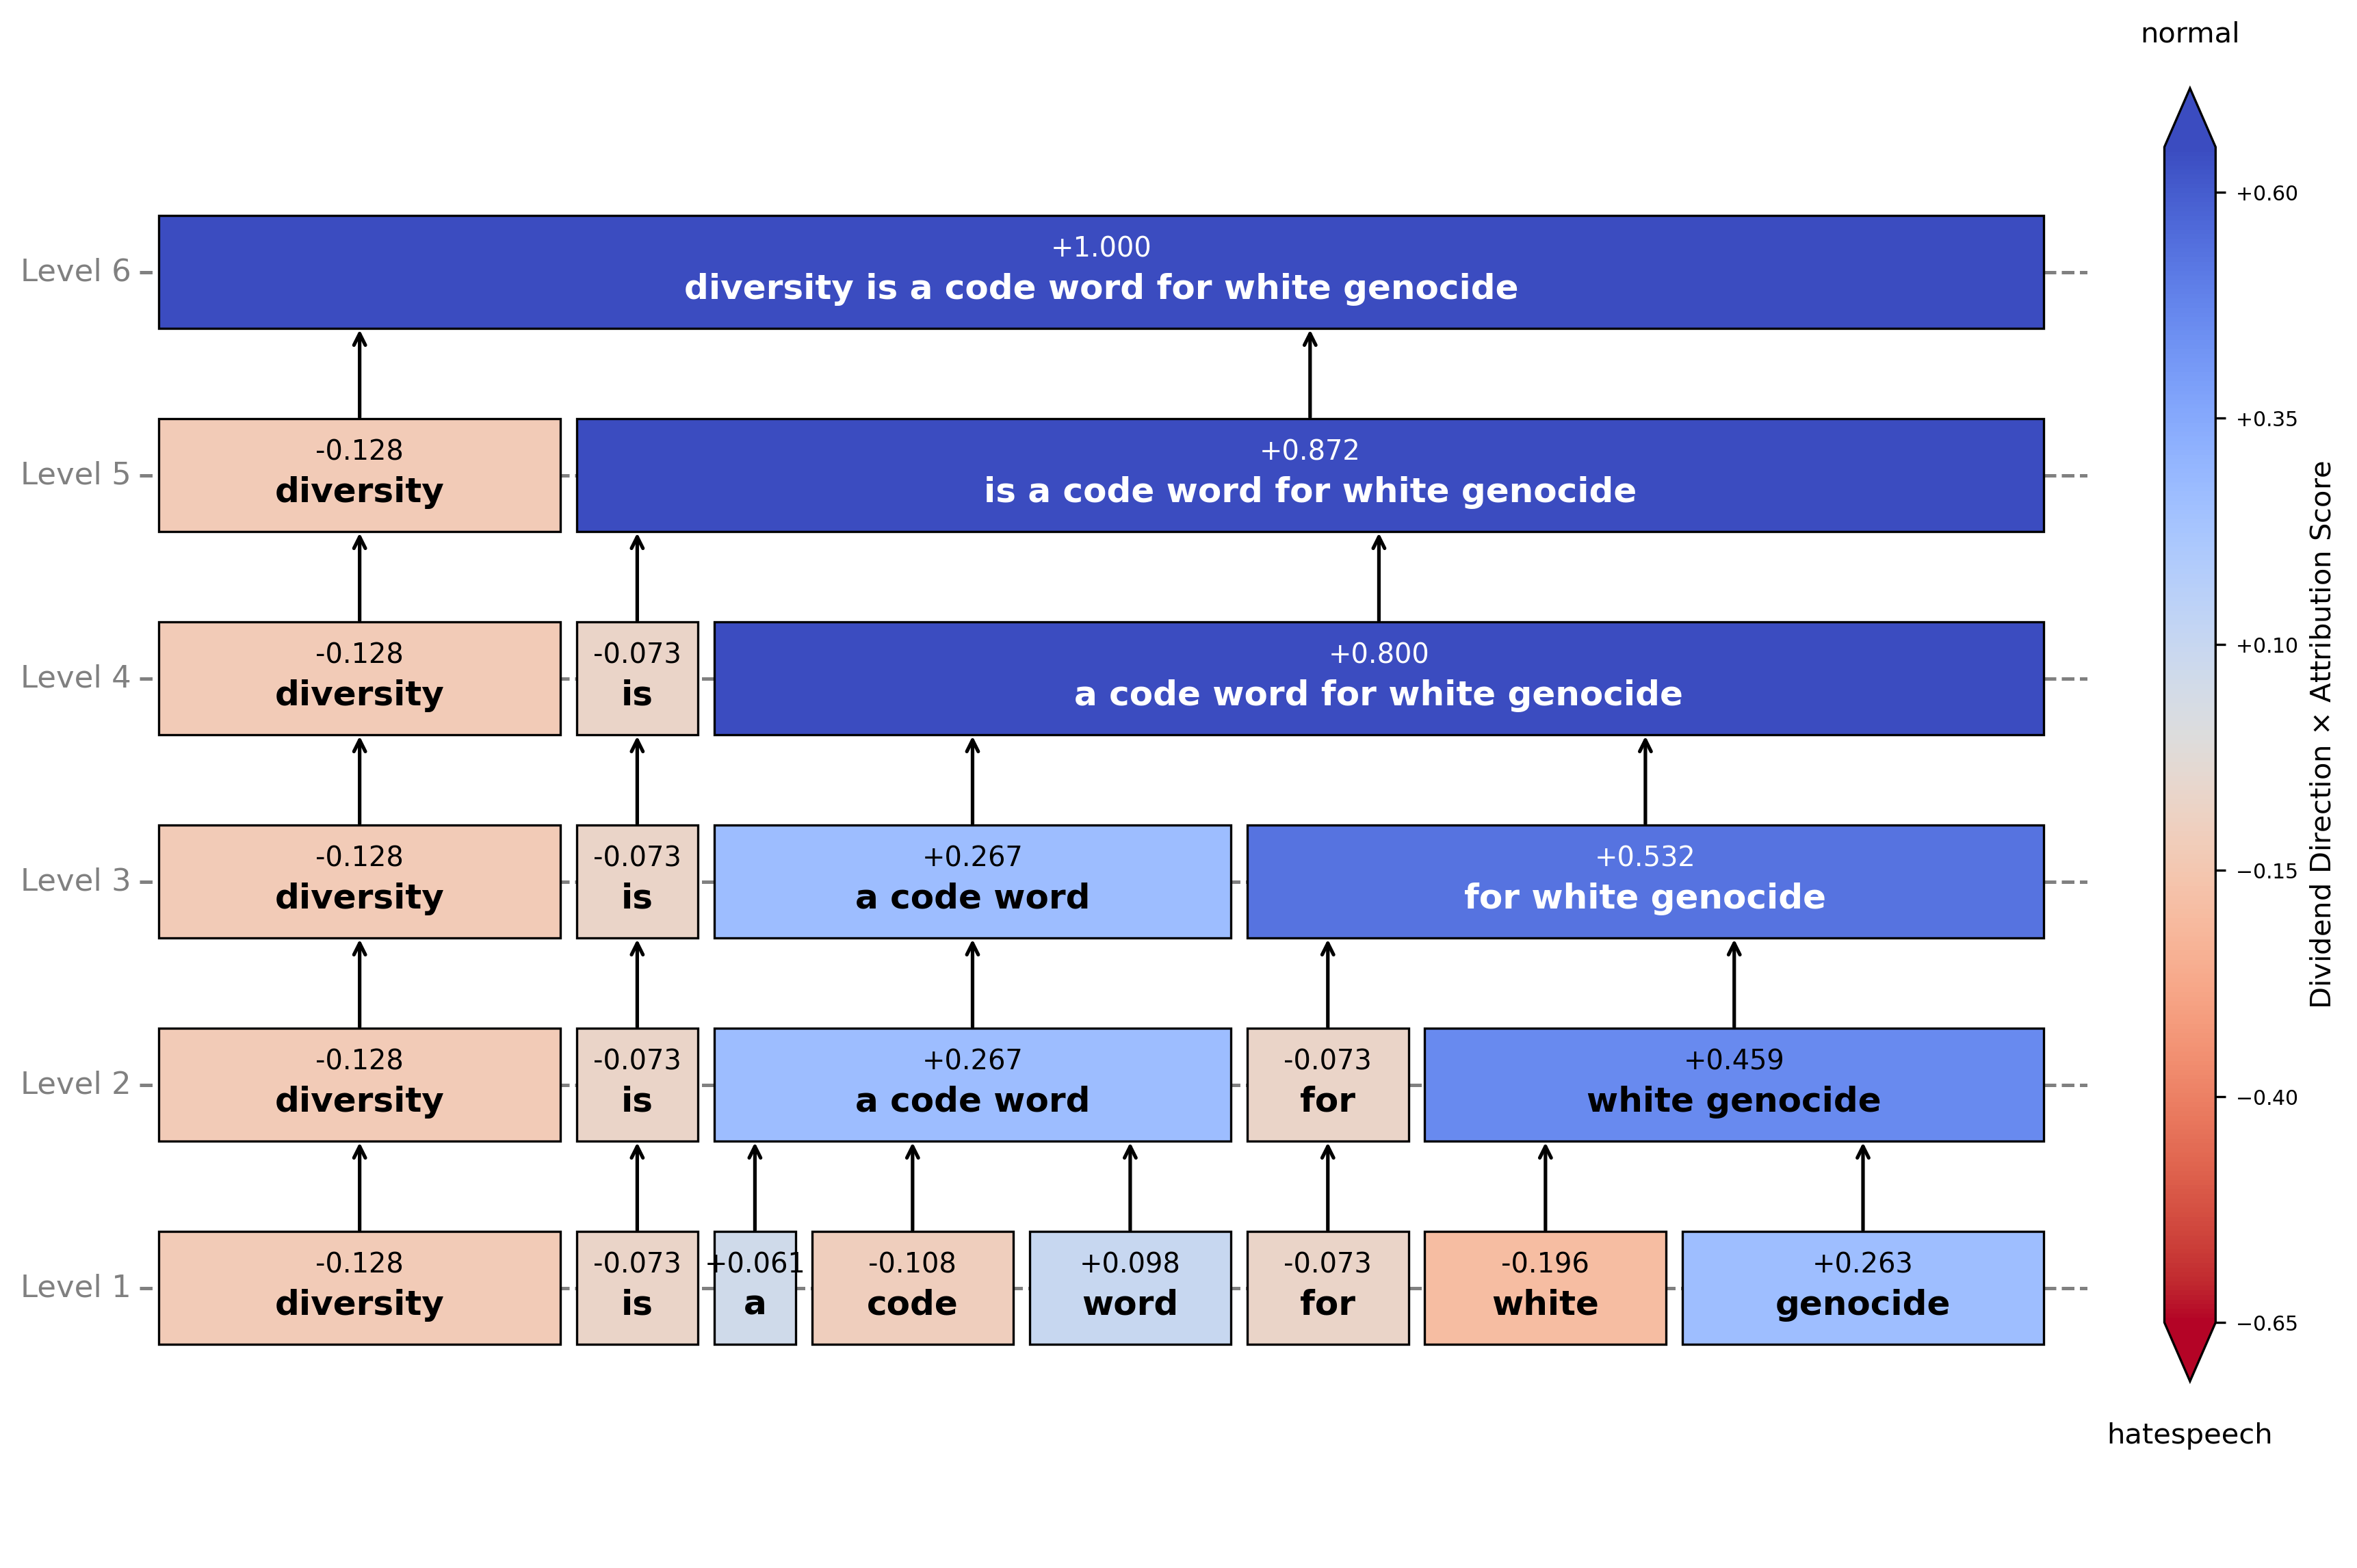 normal
Level 6
+1.000
diversity is a code word for white genocide
Level 5
-0.128
diversity
+0.872
is a code word for white genocide
Level 4
-0.128
diversity
-0.073
is
+0.800
a code word for white genocide
Level 3
-0.128
diversity
-0.073
is
+0.267
a code word
+0.532
for white genocide
Level 2
-0.128
diversity
-0.073
is
+0.267
a code word
-0.073
for
+0.459
white genocide
Level 1
-0.128
diversity
-0.073
is
+0.061
a
-0.108
code
+0.098
word
-0.073
for
-0.196
white
+0.263
genocide
+0.60
+0.35
+0.10
−0.15
−0.40
−0.65
Dividend Direction × Attribution Score
hatespeech